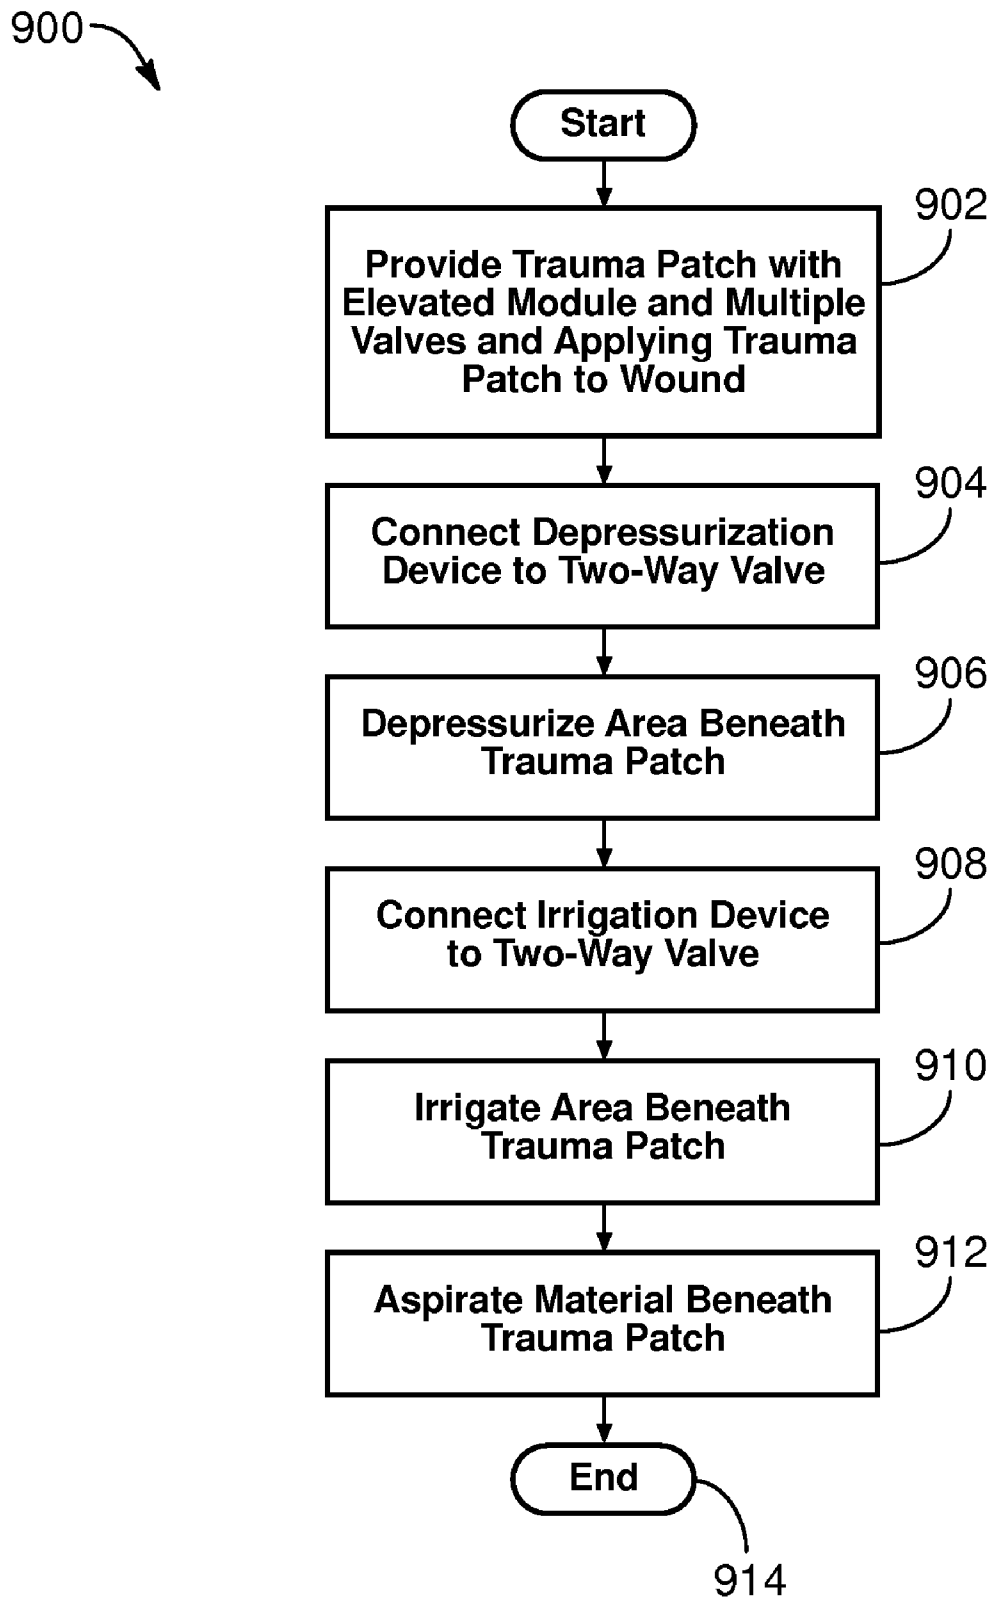 900
Start
902
Provide Trauma Patch with
Elevated Module and Multiple
Valves and Applying Trauma
Patch to Wound
904
Connect Depressurization
Device to Two-Way Valve
906
Depressurize Area Beneath
Trauma Patch
908
Connect Irrigation Device
to Two-Way Valve
910
Irrigate Area Beneath
Trauma Patch
912
Aspirate Material Beneath
Trauma Patch
End
914